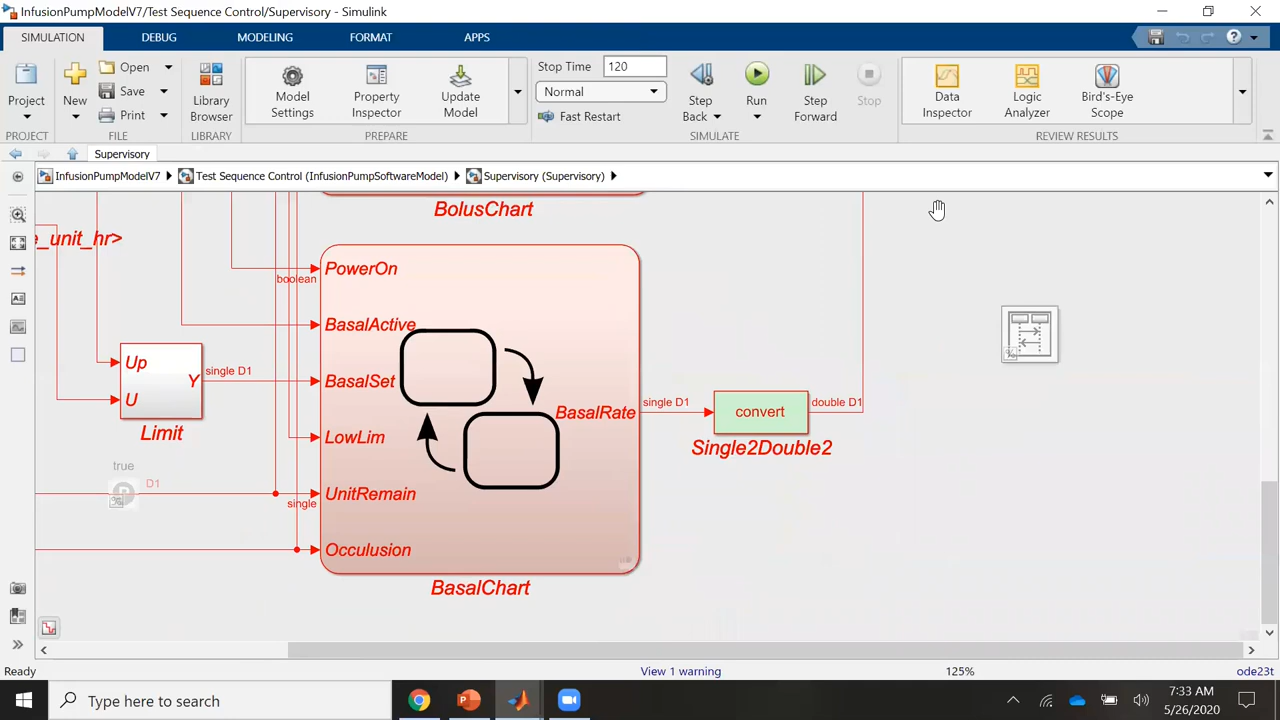 InfusionPumpModelV7/Test Sequence Control/Supervisory - Simulink
SIMULATION DEBUG MODELING FORMAT APPS
Project
New
Open
Save
Print
Library Browser
Model Settings
Property Inspector
Update Model
Stop Time 120
Normal
Fast Restart
Step Back
Run
Step Forward
Stop
Data Inspector
Logic Analyzer
Bird's-Eye Scope
PROJECT FILE LIBRARY PREPARE SIMULATE REVIEW RESULTS
Supervisory
InfusionPumpModelV7 Test Sequence Control (InfusionPumpSoftwareModel) Supervisory (Supervisory)
BolusChart
e_unit_hr>
PowerOn
boolean
BasalActive
Up
Y
single D1
BasalSet
U
Limit
BasalRate
single D1
convert
double D1
Single2Double2
LowLim
true
D1
UnitRemain
single
Occulusion
BasalChart
Ready View 1 warning 125% ode23t
Type here to search
7:33 AM
5/26/2020